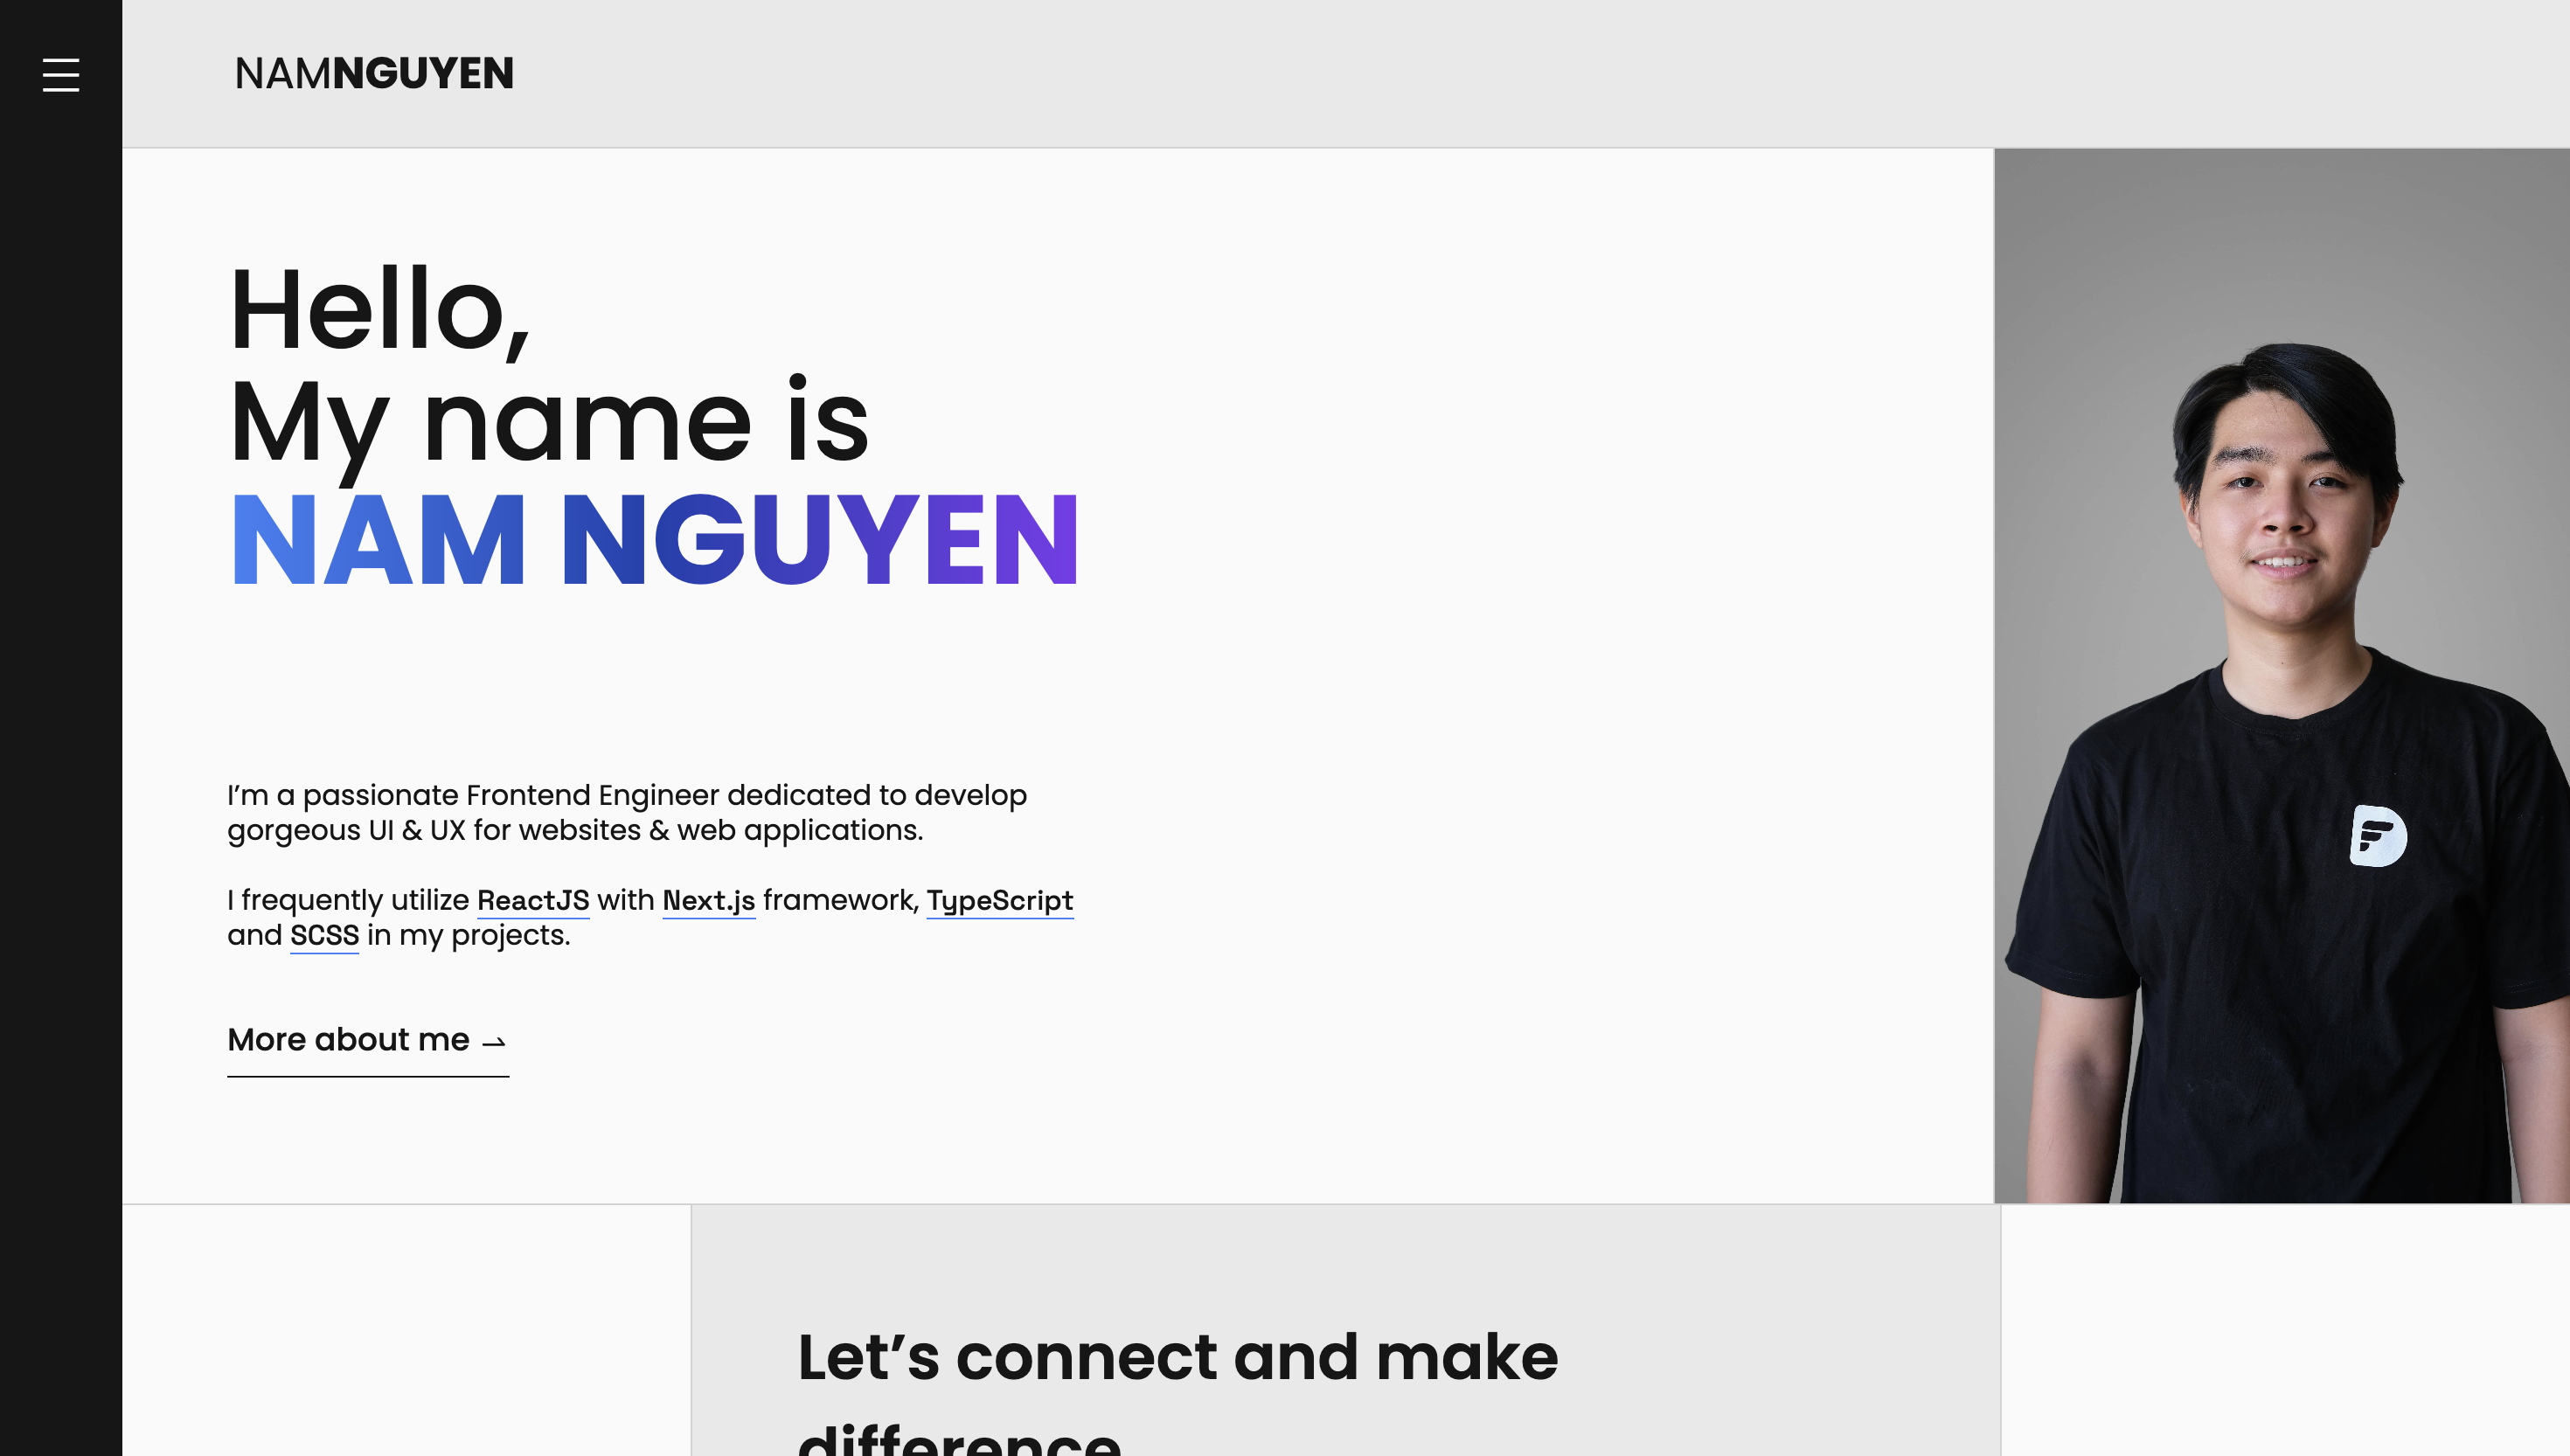 NAMNGUYEN
Hello,
My name is
NAM NGUYEN
I’m a passionate Frontend Engineer dedicated to develop
gorgeous UI & UX for websites & web applications.
I frequently utilize ReactJS with Next.js framework, TypeScript
and SCSS in my projects.
More about me ⇀
Let’s connect and make
difference